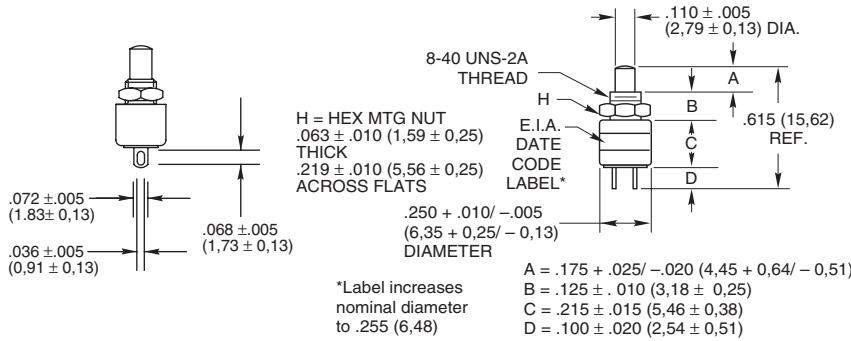 .110 ± .005
(2,79 ± 0,13) DIA.
8-40 UNS-2A
THREAD
A
H
B
.615 (15,62)
REF.
E.I.A.
DATE
CODE
LABEL*
C
D
H = HEX MTG NUT
.063 ± .010 (1,59 ± 0,25)
THICK
.219 ± .010 (5,56 ± 0,25)
ACROSS FLATS
.072 ±.005
(1.83± 0,13)
.068 ±.005
(1,73 ± 0,13)
.036 ±.005
(0,91 ± 0,13)
.250 + .010/ –.005
(6,35 + 0,25/ – 0,13)
DIAMETER
*Label increases
nominal diameter
to .255 (6,48)
A = .175 + .025/ –.020 (4,45 + 0,64/ – 0,51)
B = .125 ± . 010 (3,18 ± 0,25)
C = .215 ± .015 (5,46 ± 0,38)
D = .100 ± .020 (2,54 ± 0,51)